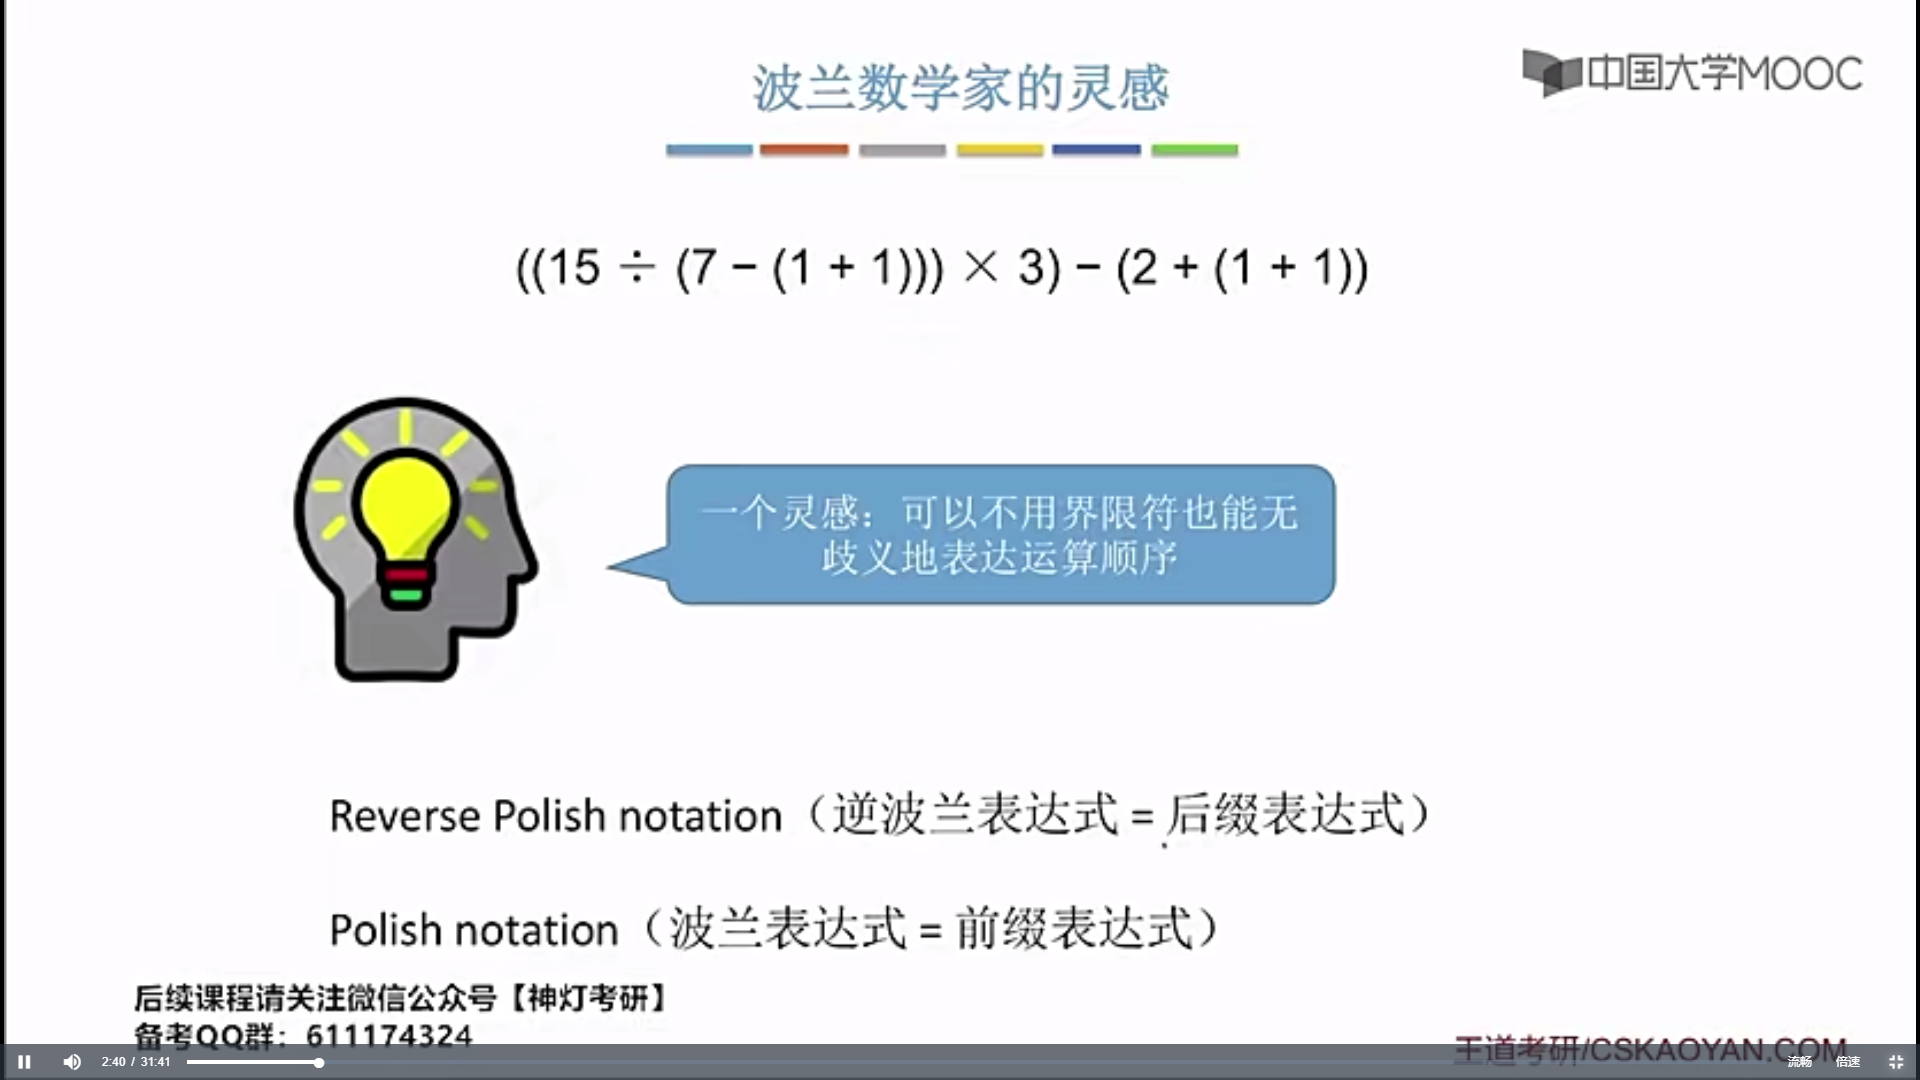 波兰数学家的灵感
中国大学MOOC
((15 ÷ (7 − (1 + 1))) × 3) − (2 + (1 + 1))
一个灵感：可以不用界限符也能无
歧义地表达运算顺序
Reverse Polish notation（逆波兰表达式 = 后缀表达式）
Polish notation（波兰表达式 = 前缀表达式）
后续课程请关注微信公众号【神灯考研】
备考QQ群：611174324
王道考研/CSKAOYAN.COM
2:40 / 31:41
流畅 倍速